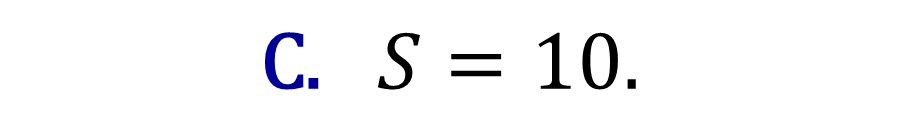 C. S = 10.